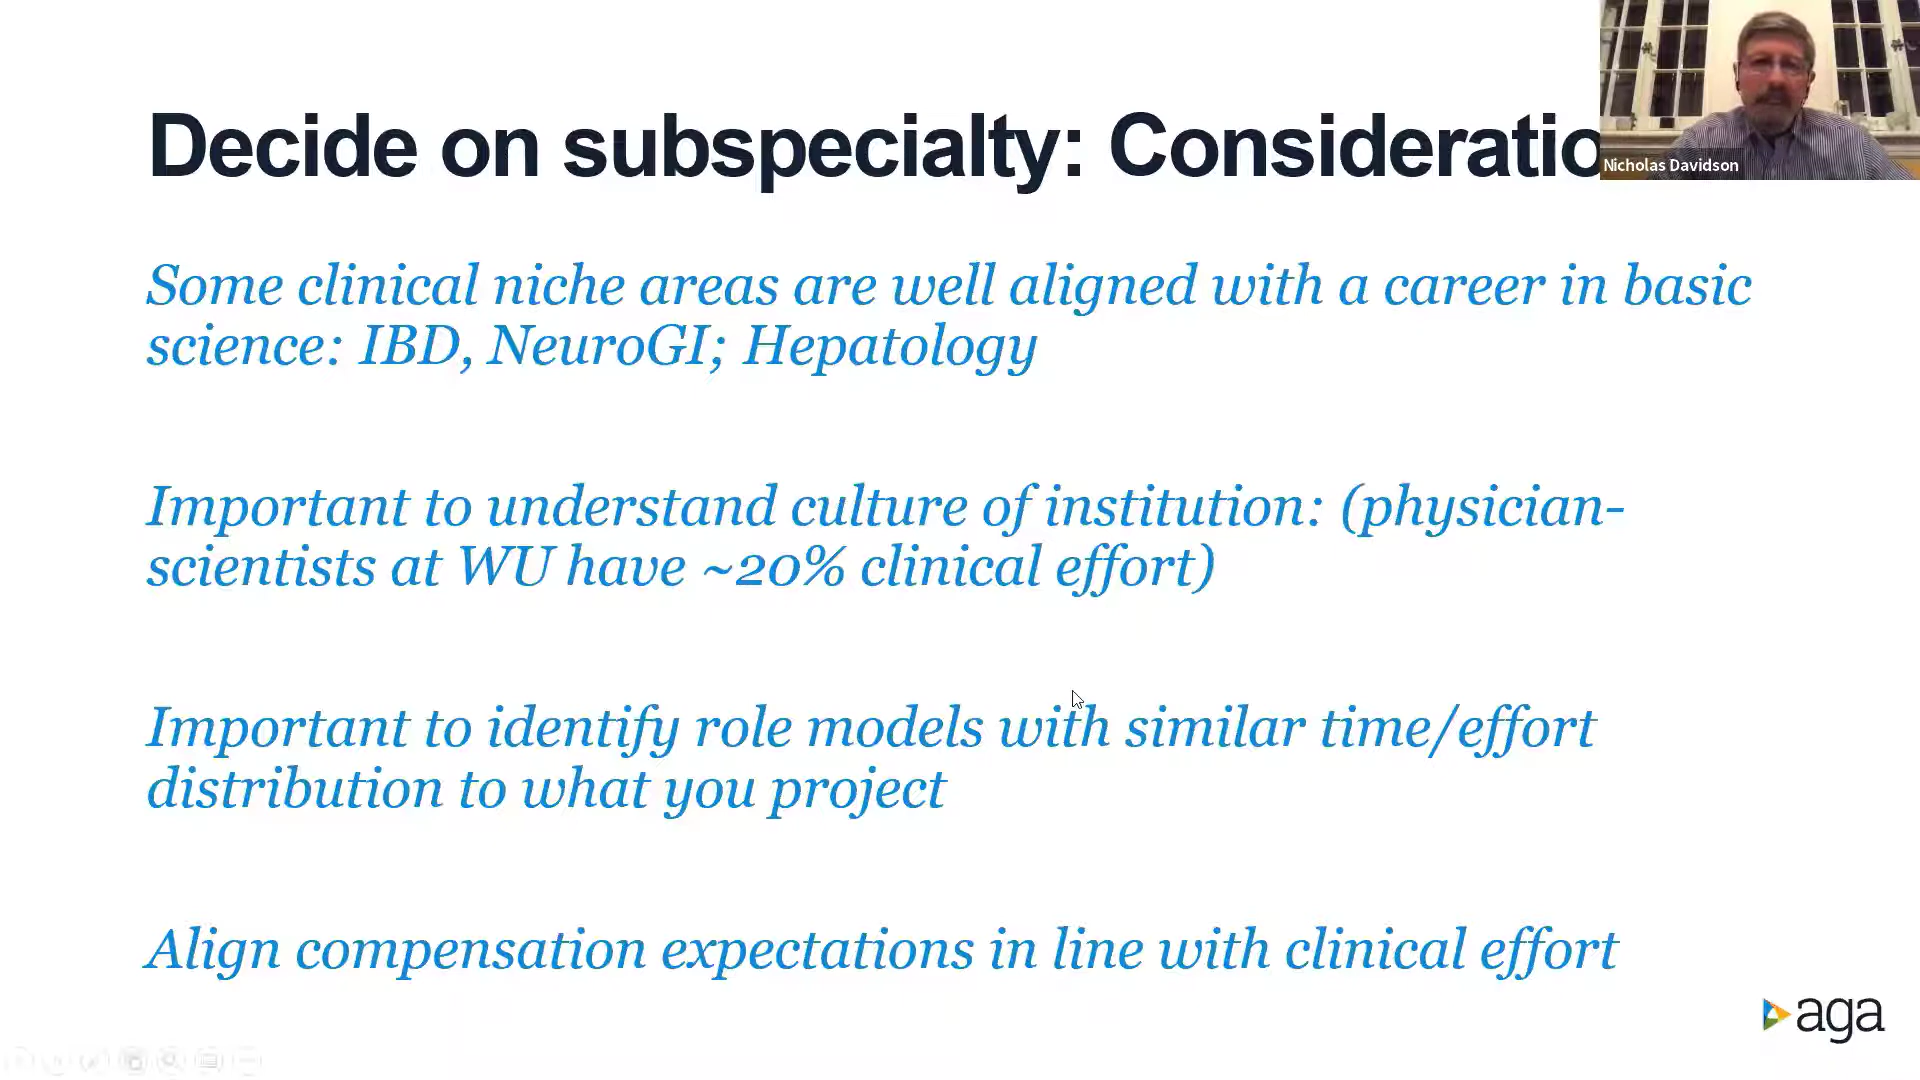 Decide on subspecialty: Consideratio
Nicholas Davidson
Some clinical niche areas are well aligned with a career in basic
science: IBD, NeuroGI; Hepatology
Important to understand culture of institution: (physician-
scientists at WU have ~20% clinical effort)
Important to identify role models with similar time/effort
distribution to what you project
Align compensation expectations in line with clinical effort
aga